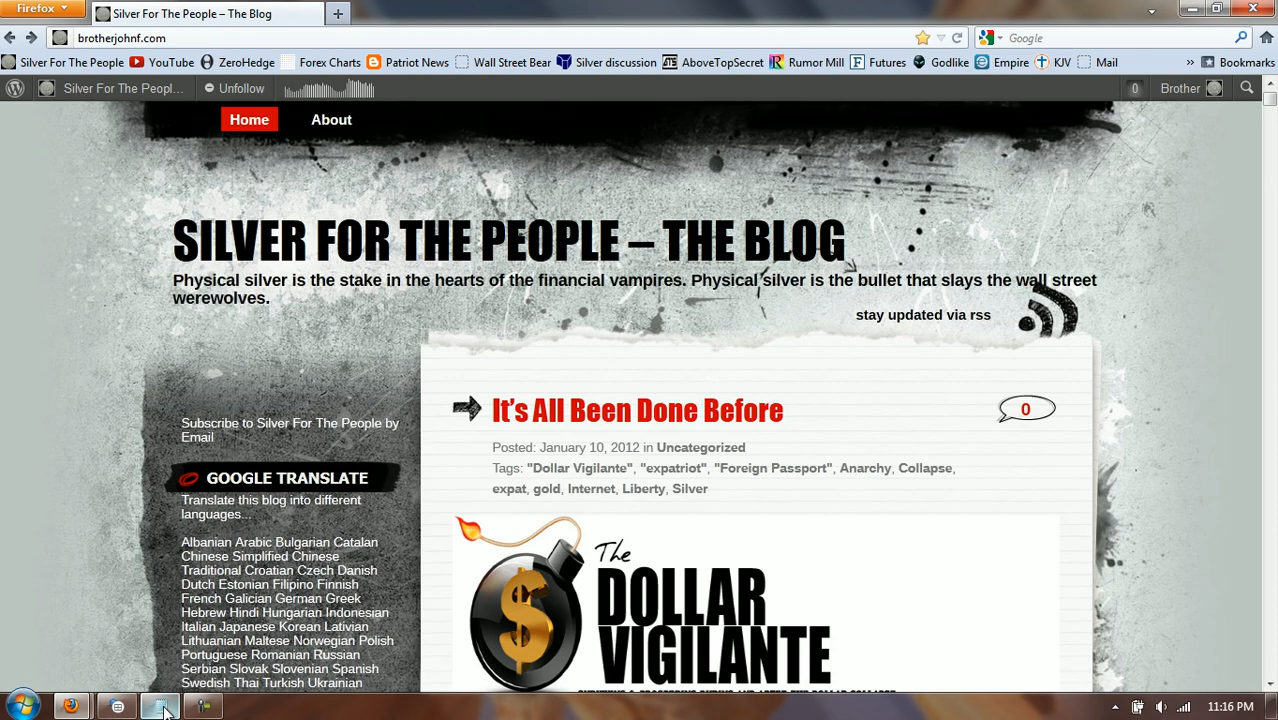 Firefox
Silver For The People – The Blog
brotherjohnf.com
Google
Silver For The People YouTube ZeroHedge Forex Charts Patriot News Wall Street Bear Silver discussion AboveTopSecret Rumor Mill Futures Godlike Empire KJV Mail » Bookmarks
Silver For The Peopl... Unfollow 0 Brother
Home About
SILVER FOR THE PEOPLE – THE BLOG
Physical silver is the stake in the hearts of the financial vampires. Physical silver is the bullet that slays the wall street
werewolves.
stay updated via rss
It's All Been Done Before
0
Posted: January 10, 2012 in Uncategorized
Tags: "Dollar Vigilante", "expatriot", "Foreign Passport", Anarchy, Collapse,
expat, gold, Internet, Liberty, Silver
The
DOLLAR
VIGILANTE
Subscribe to Silver For The People by
Email
GOOGLE TRANSLATE
Translate this blog into different
languages...
Albanian Arabic Bulgarian Catalan
Chinese Simplified Chinese
Traditional Croatian Czech Danish
Dutch Estonian Filipino Finnish
French Galician German Greek
Hebrew Hindi Hungarian Indonesian
Italian Japanese Korean Lativian
Lithuanian Maltese Norwegian Polish
Portuguese Romanian Russian
Serbian Slovak Slovenian Spanish
Swedish Thai Turkish Ukrainian
11:16 PM